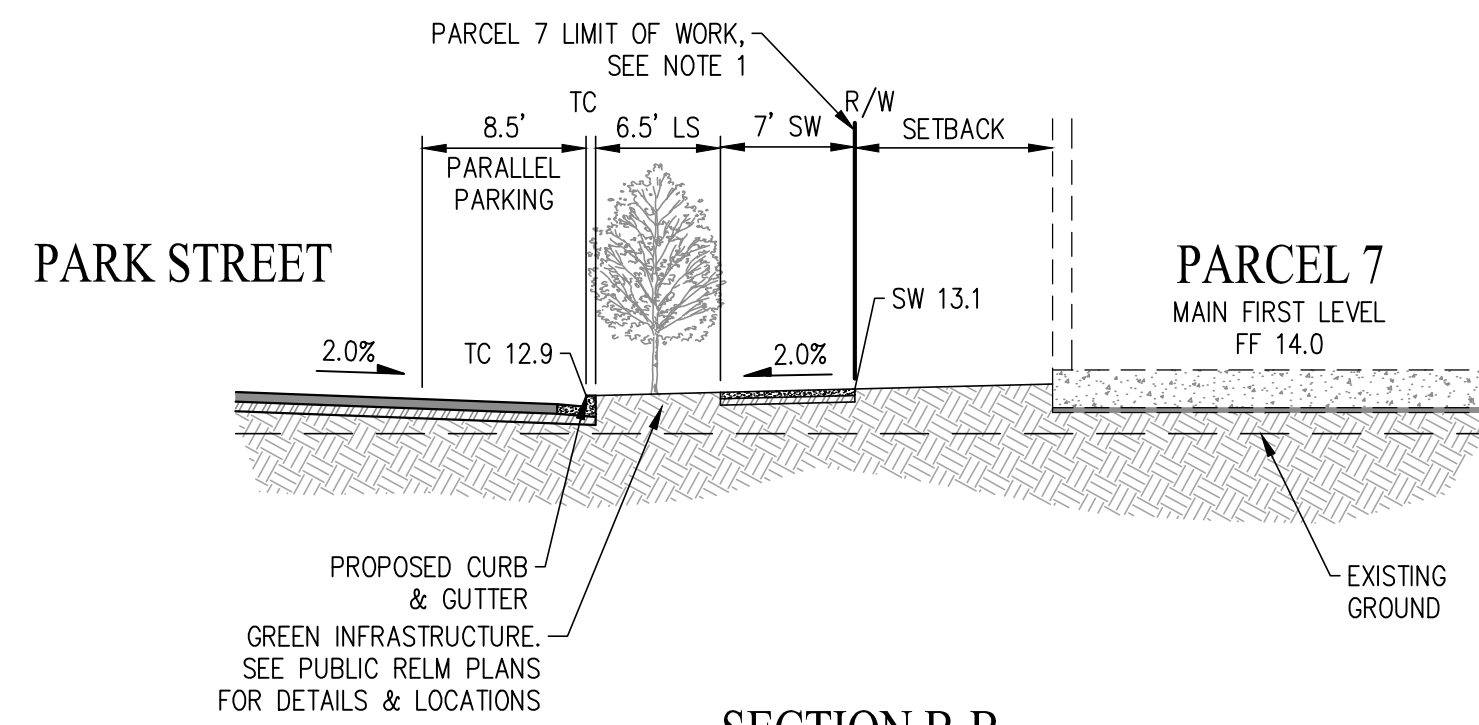 PARCEL 7 LIMIT OF WORK,
SEE NOTE 1
TC
R/W
8.5'
6.5' LS
7' SW
SETBACK
PARALLEL
PARKING
PARK STREET
PARCEL 7
MAIN FIRST LEVEL
FF 14.0
SW 13.1
2.0%
TC 12.9
2.0%
PROPOSED CURB
& GUTTER
GREEN INFRASTRUCTURE.
SEE PUBLIC RELM PLANS
FOR DETAILS & LOCATIONS
EXISTING
GROUND
SECTION